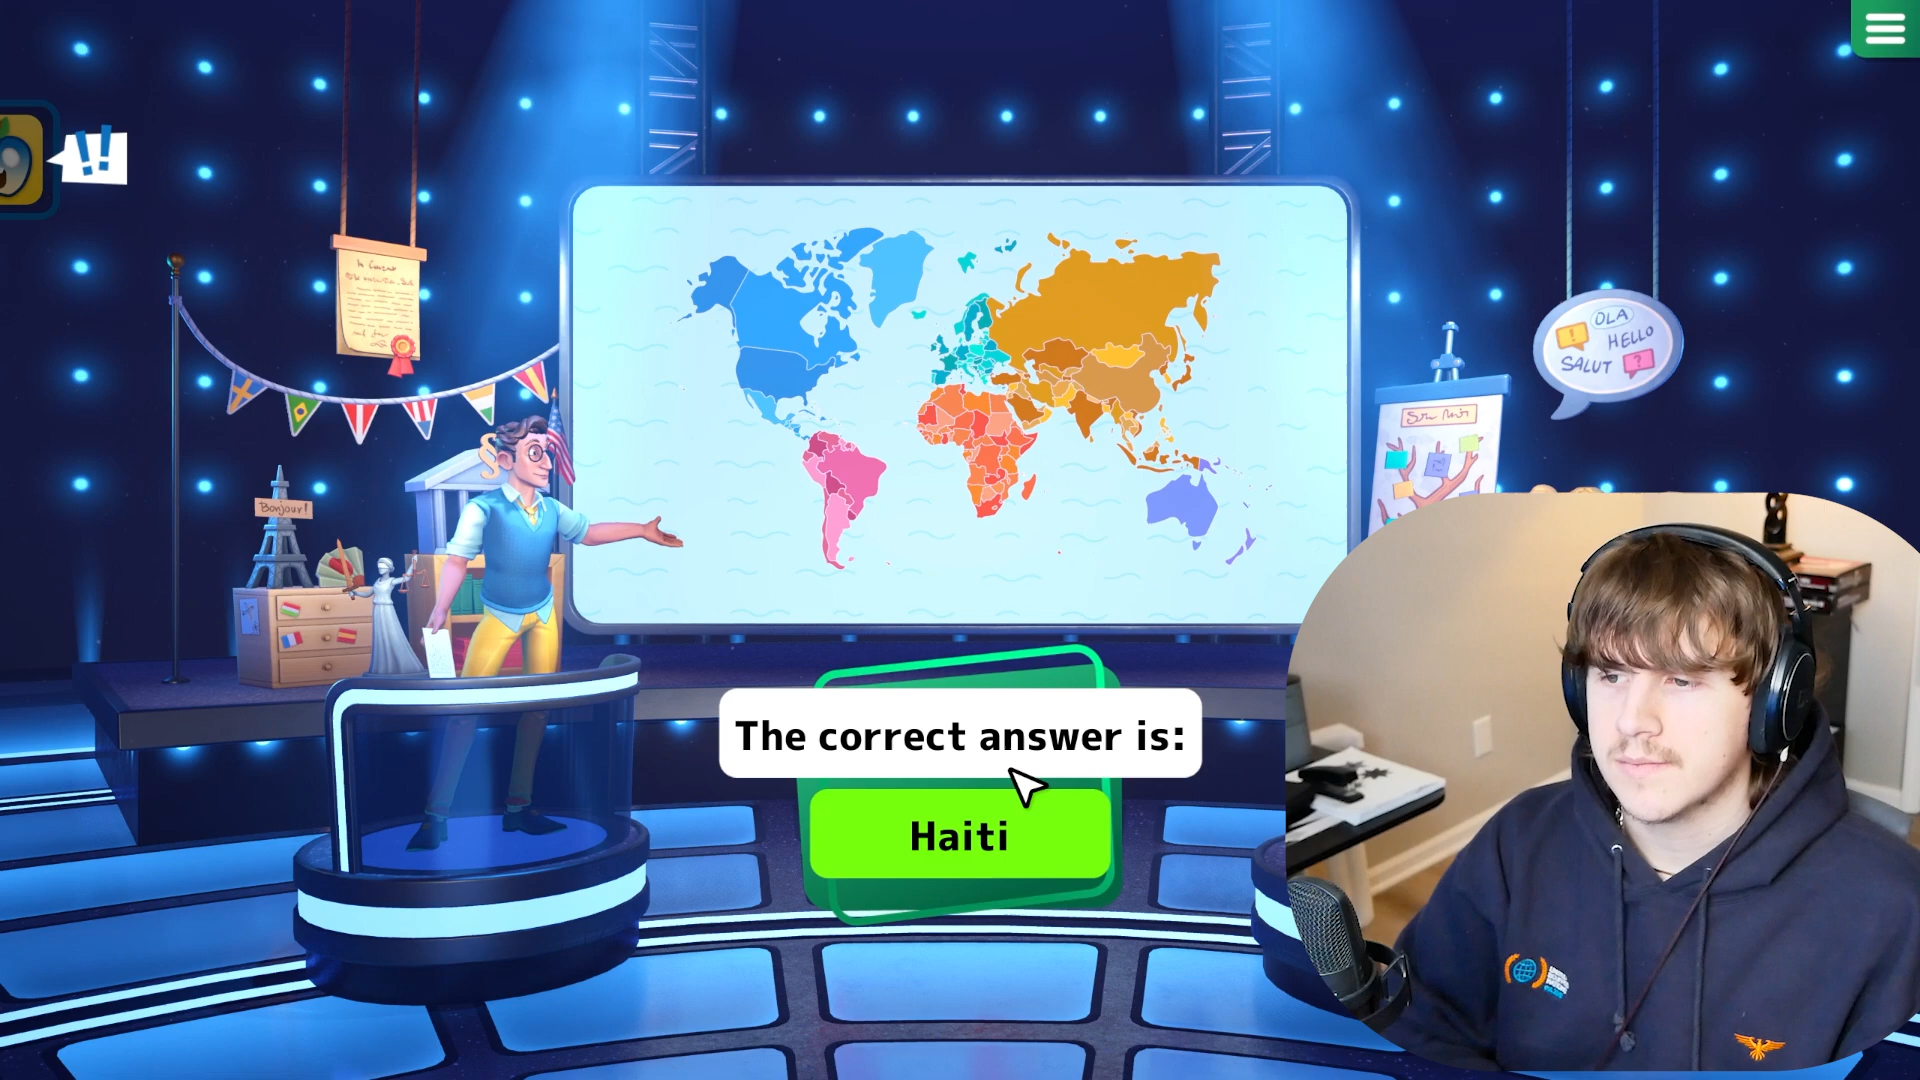 !!
OLA
! HELLO
SALUT ?
Bonjour!
§
The correct answer is:
Haiti